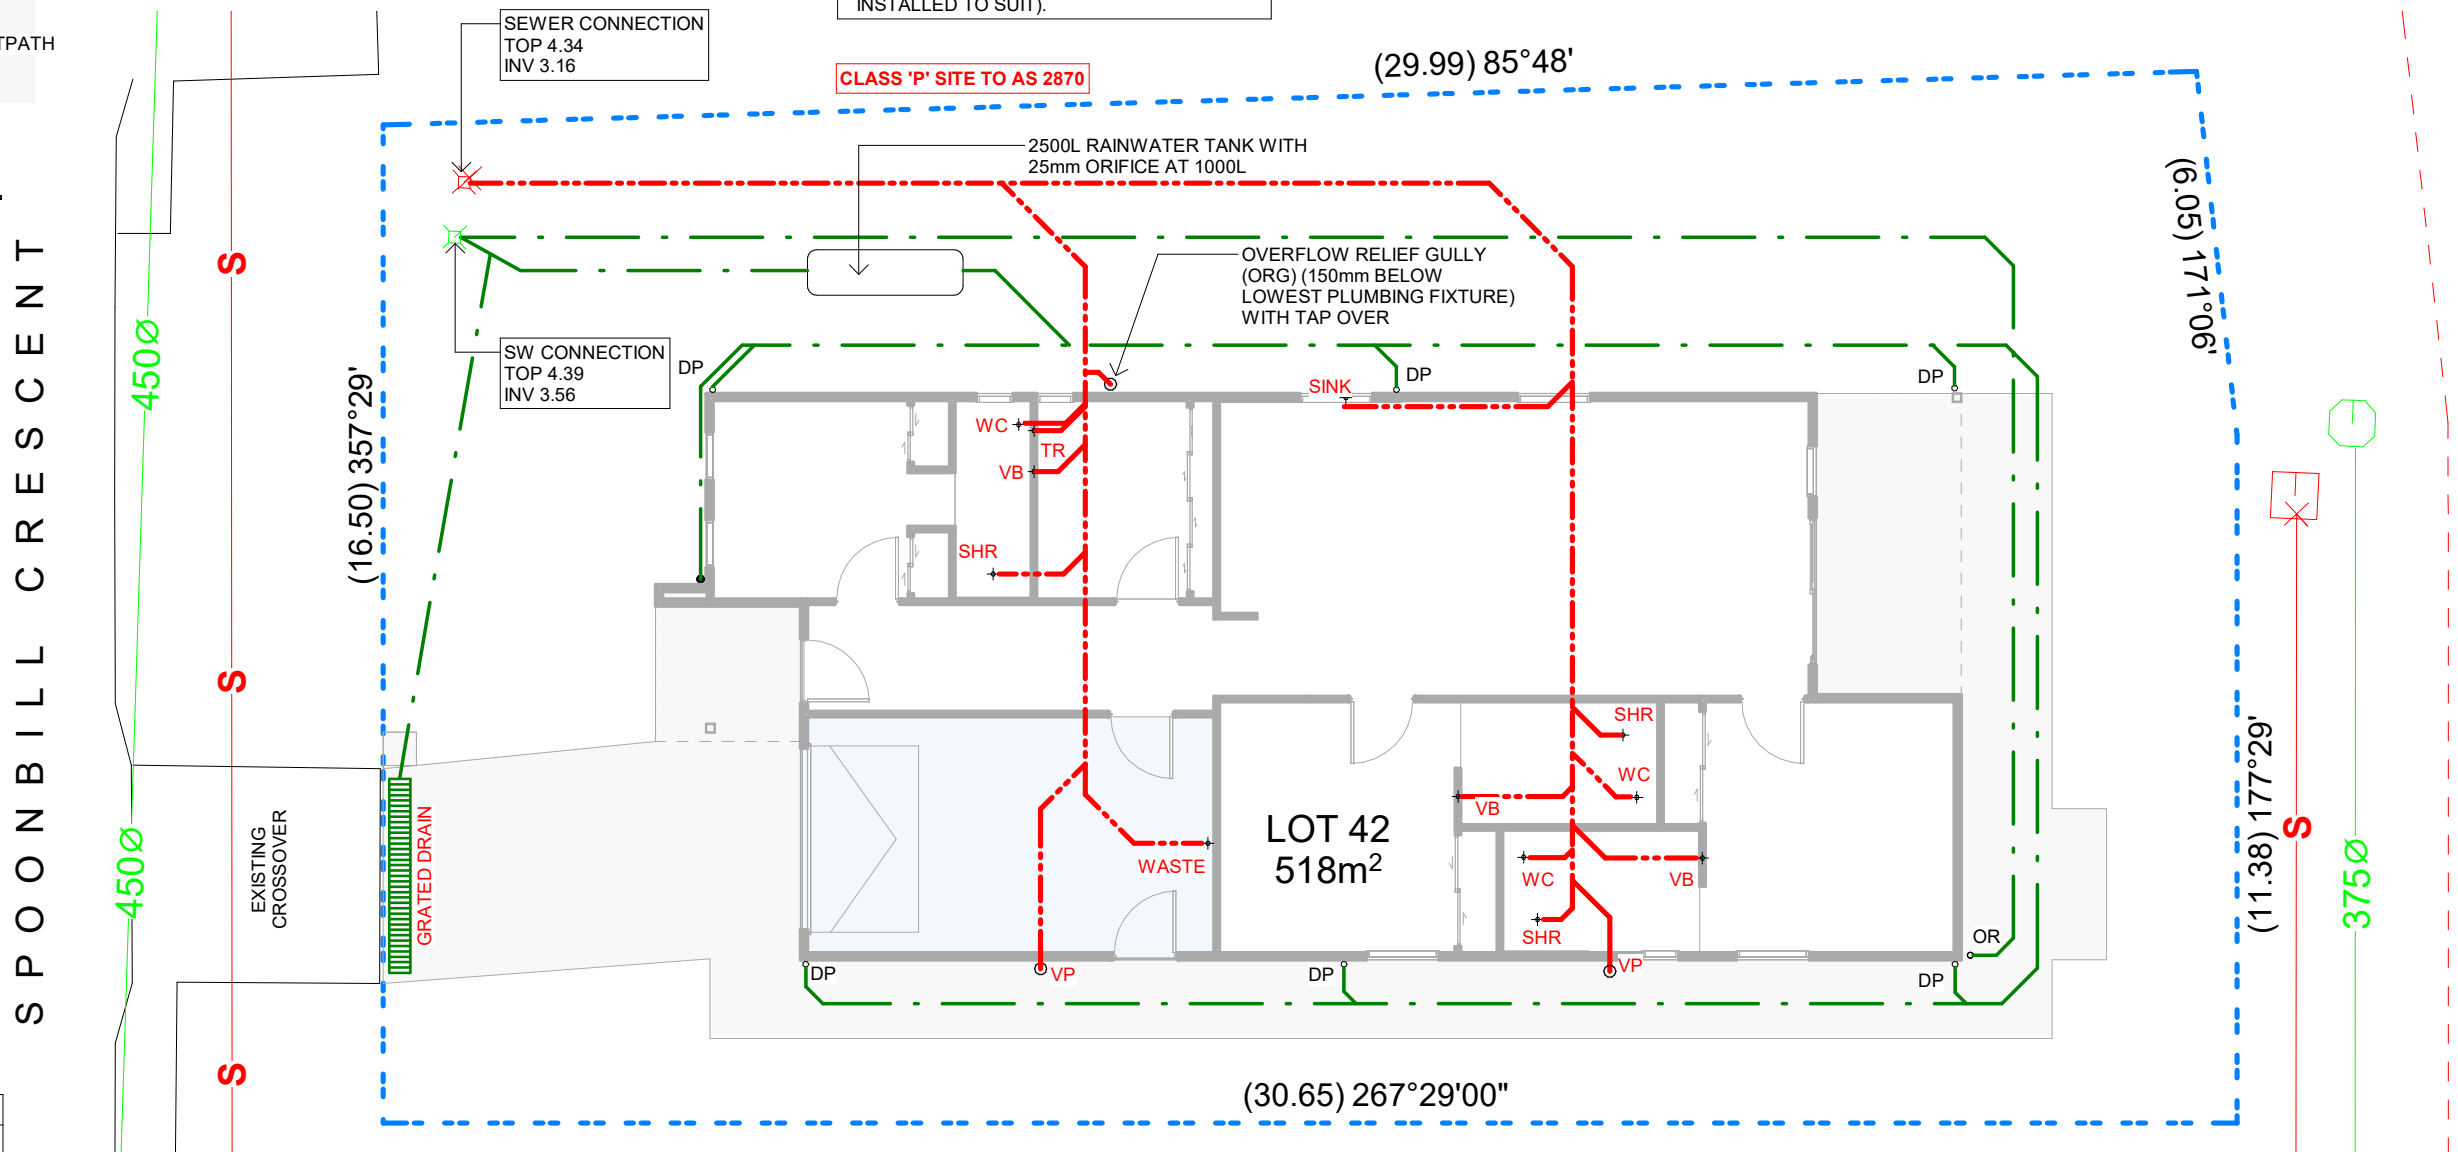 INSTALLED TO SUIT).
SEWER CONNECTION
TOP 4.34
INV 3.16
TPATH
CLASS 'P' SITE TO AS 2870
(29.99) 85°48'
2500L RAINWATER TANK WITH
25mm ORIFICE AT 1000L
(6.05) 171°06'
OVERFLOW RELIEF GULLY
(ORG) (150mm BELOW
LOWEST PLUMBING FIXTURE)
WITH TAP OVER
SW CONNECTION
TOP 4.39
INV 3.56
SPOONBILL CRESCENT
S
S
S
450Ø
450Ø
(16.50) 357°29'
DP
DP
DP
SINK
WC
TR
VB
SHR
SHR
WC
VB
LOT 42
518m²
WASTE
WC
VB
SHR
EXISTING
CROSSOVER
GRATED DRAIN
OR
DP
VP
DP
VP
DP
(11.38) 177°29'
S
375Ø
(30.65) 267°29'00"